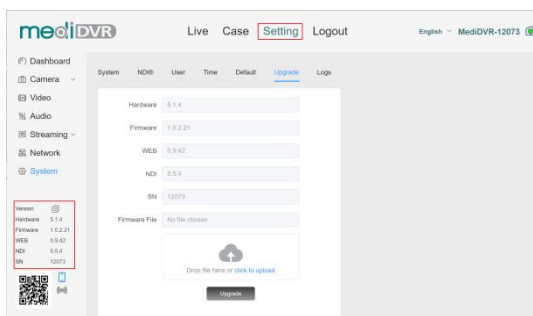 mediDVR
Live Case Setting Logout
English MediDVR-12073
Dashboard
Camera
Video
Audio
Streaming
Network
System
System NDI® User Time Default Upgrade Logs
Hardware 5.1.4
Firmware 1.0.2.21
WEB 0.9.42
NDI 5.5.4
SN 12073
Firmware File No file chosen
Drop file here or click to upload
Upgrade
Version
Hardware 5.1.4
Firmware 1.0.2.21
WEB 0.9.42
NDI 5.5.4
SN 12073